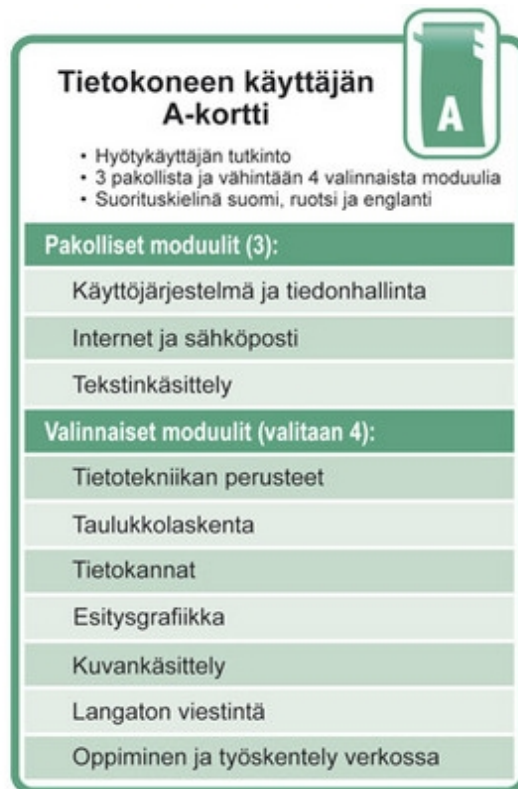 A
Tietokoneen käyttäjän
A-kortti
• Hyötykäyttäjän tutkinto
• 3 pakollista ja vähintään 4 valinnaista moduulia
• Suorituskielinä suomi, ruotsi ja englanti
Pakolliset moduulit (3):
Käyttöjärjestelmä ja tiedonhallinta
Internet ja sähköposti
Tekstinkäsittely
Valinnaiset moduulit (valitaan 4):
Tietotekniikan perusteet
Taulukkolaskenta
Tietokannat
Esitysgrafiikka
Kuvankäsittely
Langaton viestintä
Oppiminen ja työskentely verkossa